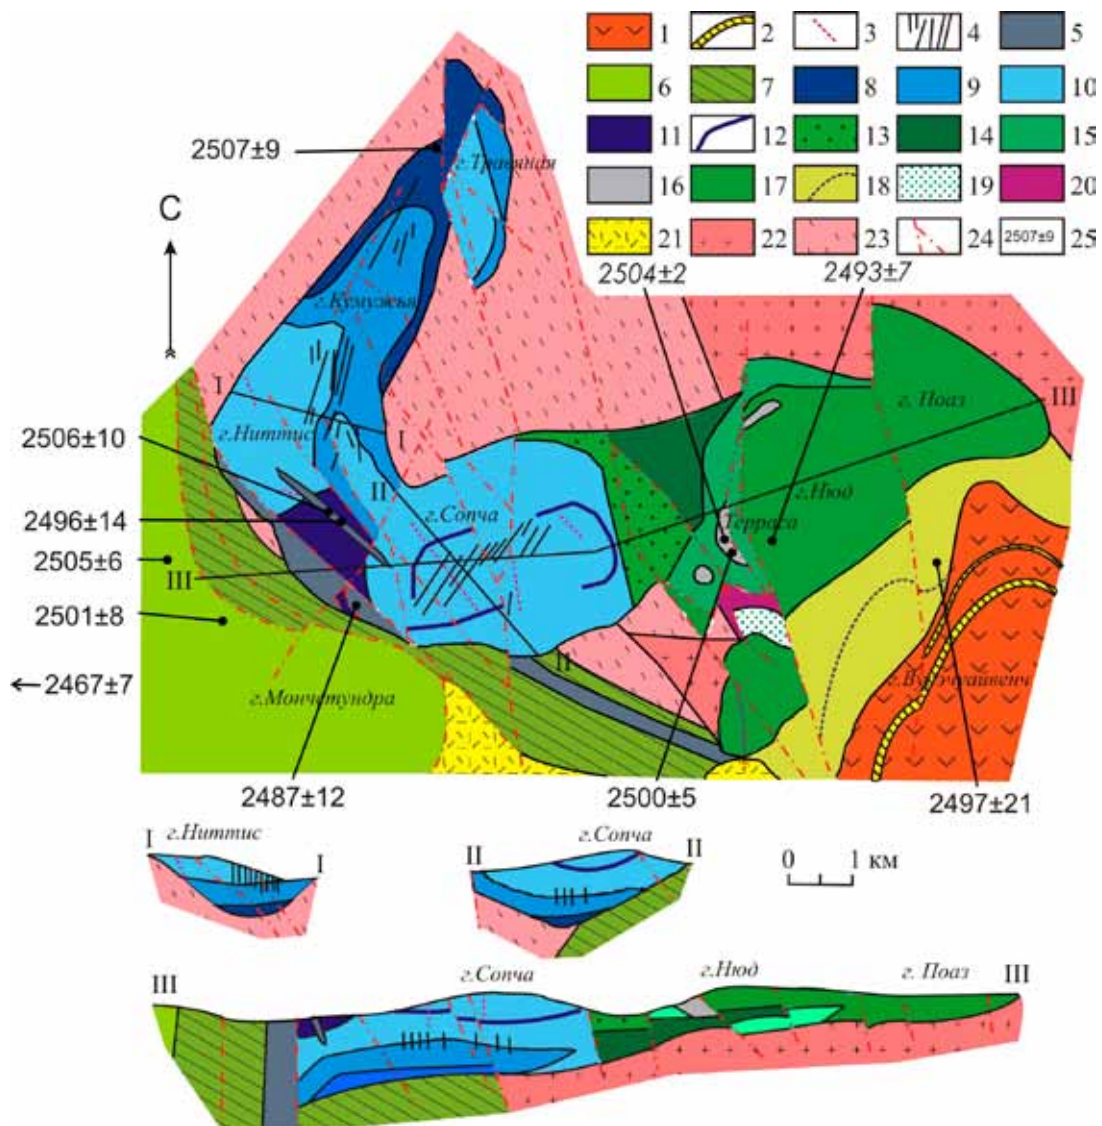 1 2 3 4 5
6 7 8 9 10
11 12 13 14 15
16 17 18 19 20
21 22 23 24 2507±9 25
2507±9
г.Травяная
С
2504±2
2493±7
г.Кумужья
I
г. Поаз
III
2506±10
г.Ниттис
I
II
г.Нюд
2496±14
г.Сопча
Терраса
2505±6
III
2501±8
II
2467±7
г.Мончетундра
г.Вурэчуайвенч
2487±12
2500±5
2497±21
I
г.Ниттис
I
II
г.Сопча
II
0 1 км
III
г.Сопча
г.Нюд
г. Поаз
III